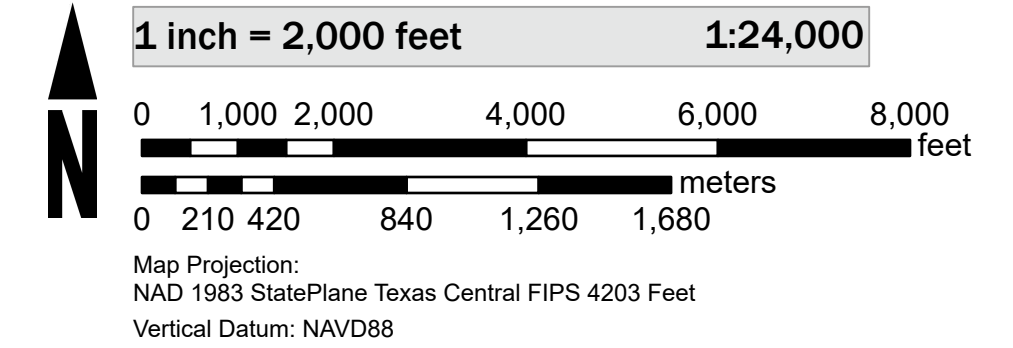 1 inch = 2,000 feet 1:24,000
0 1,000 2,000 4,000 6,000 8,000
feet
meters
0 210 420 840 1,260 1,680
N
Map Projection:
NAD 1983 StatePlane Texas Central FIPS 4203 Feet
Vertical Datum: NAVD88